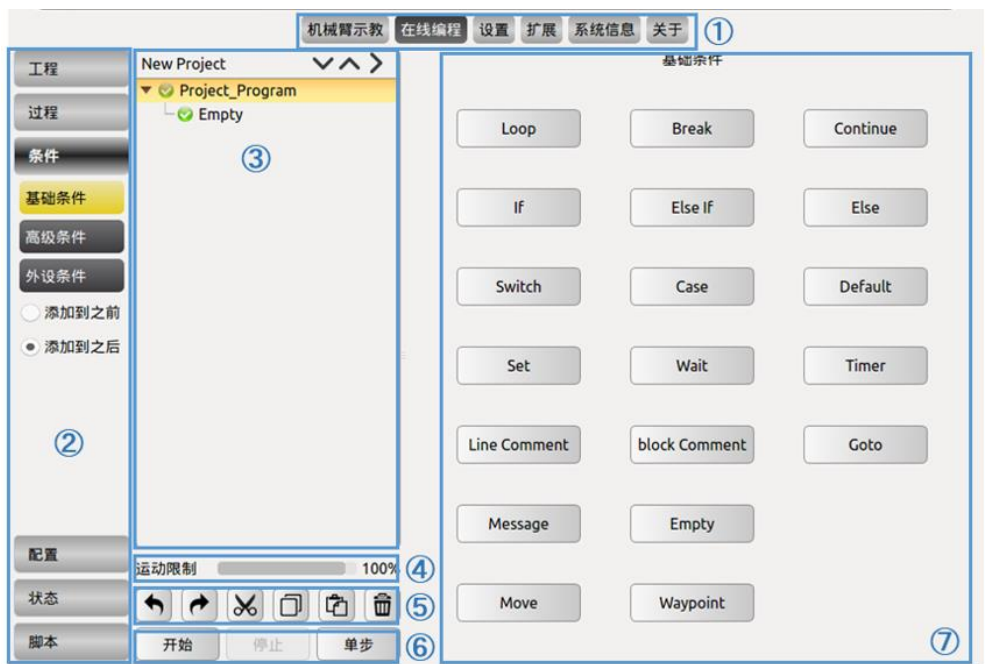 机械臂示教 在线编程 设置 扩展 系统信息 关于 ①
工程
过程
条件
基础条件
高级条件
外设条件
添加到之前
添加到之后
②
配置
状态
脚本
New Project
Project_Program
Empty
③
运动限制 100% ④
⑤
开始 停止 单步 ⑥
基础条件
Loop Break Continue
If Else If Else
Switch Case Default
Set Wait Timer
Line Comment block Comment Goto
Message Empty
Move Waypoint
⑦